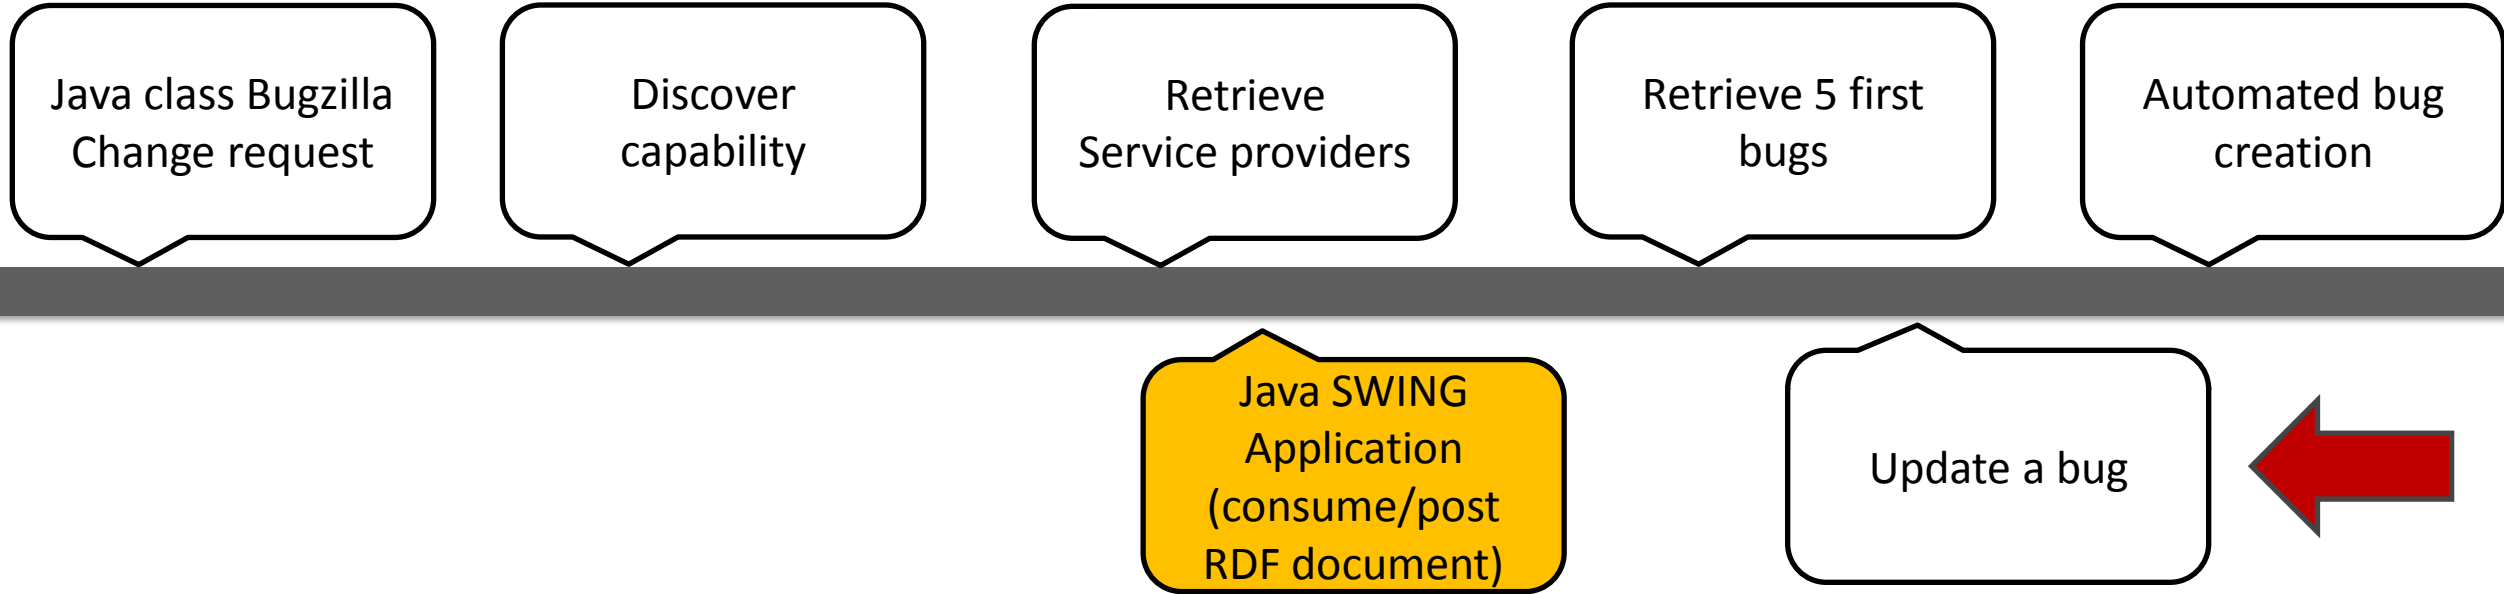 Java class Bugzilla
Change request
Discover
capability
Retrieve
Service providers
Retrieve 5 first
bugs
Automated bug
creation
Java SWING
Application
(consume/post
RDF document)
Update a bug